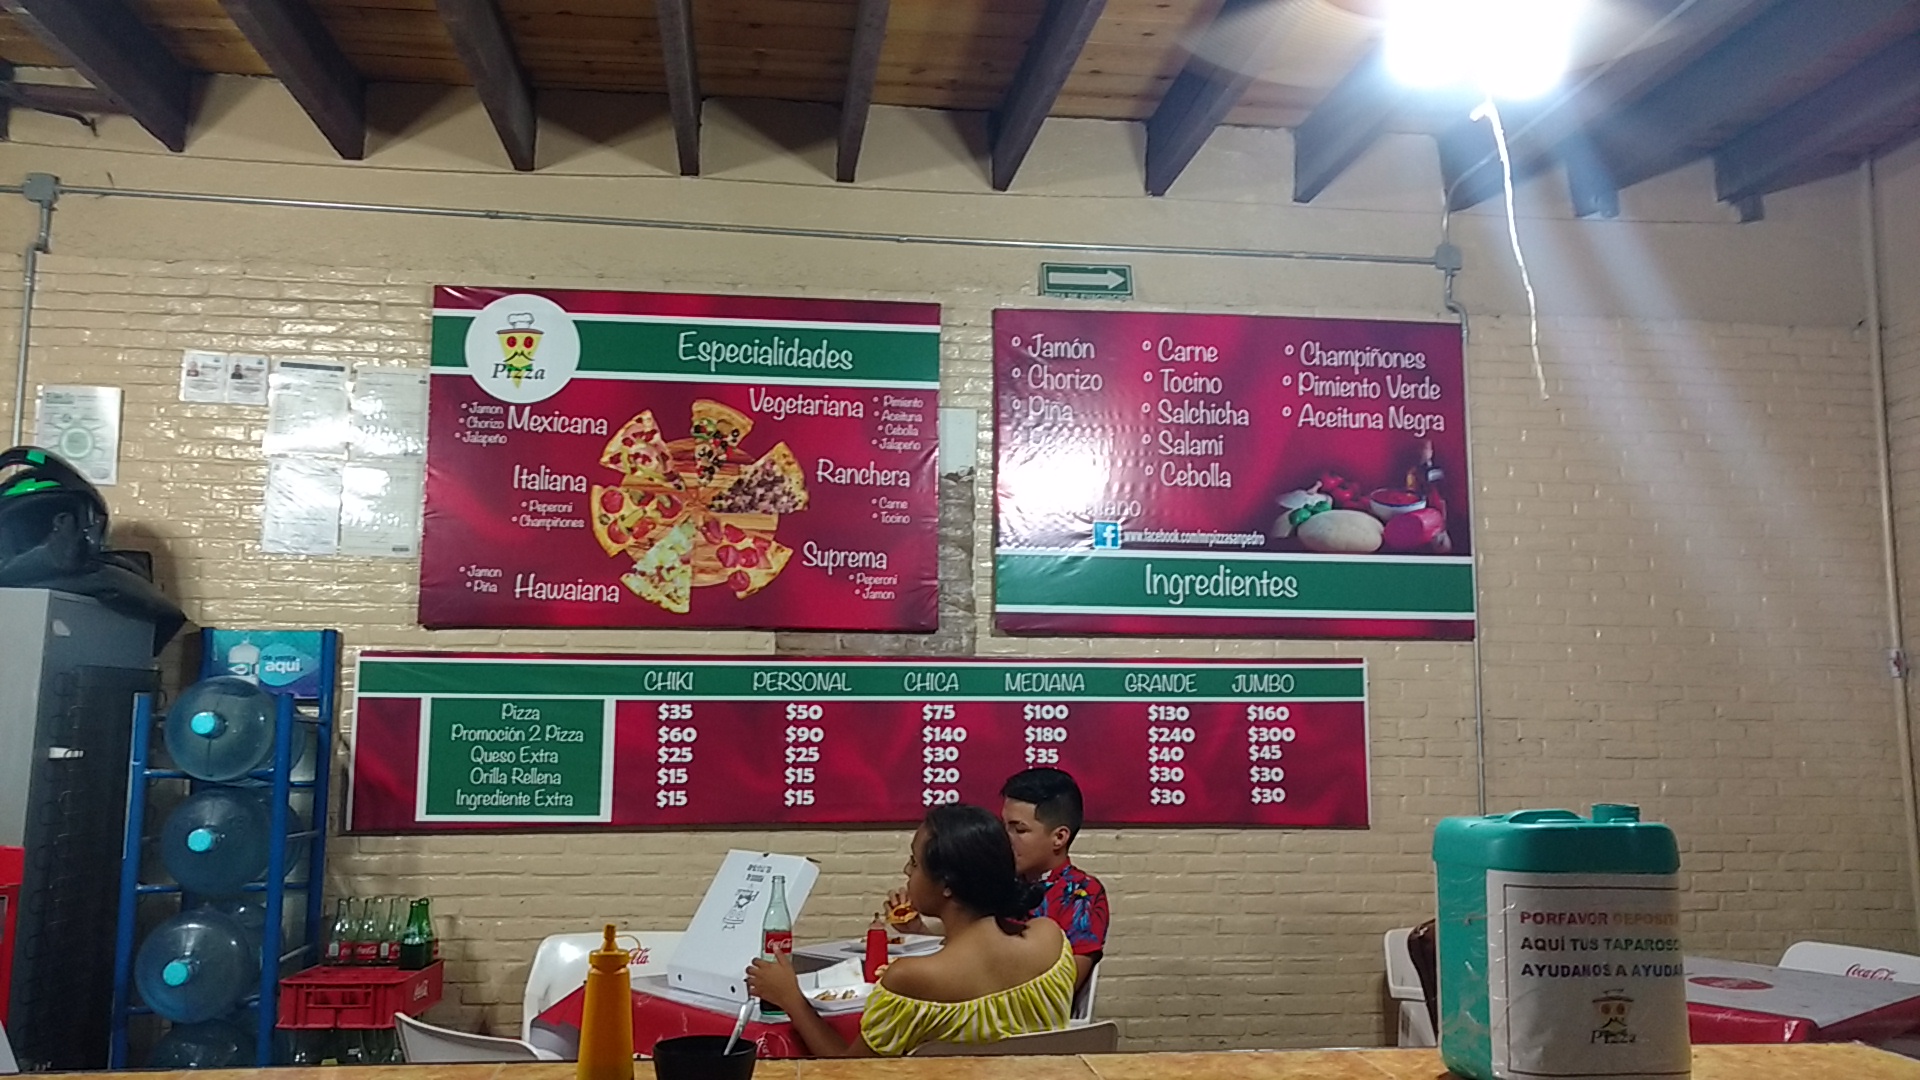 Pizza
Especialidades
Jamon
Chorizo
Jalapeño
Mexicana
Vegetariana
Pimiento
Aceituna
Cebolla
Jalapeño
Italiana
Peperoni
Champiñones
Ranchera
Carne
Tocino
Jamon
Piña
Hawaiana
Suprema
Peperoni
Jamon
Jamón
Chorizo
Piña
Carne
Tocino
Salchicha
Salami
Cebolla
Champiñones
Pimiento Verde
Aceituna Negra
www.facebook.com/mrpizzasanpedro
Ingredientes
CHIKI PERSONAL CHICA MEDIANA GRANDE JUMBO
Pizza $35 $50 $75 $100 $130 $160
Promoción 2 Pizza $60 $90 $140 $180 $240 $300
Queso Extra $25 $25 $30 $35 $40 $45
Orilla Rellena $15 $15 $20 $30 $30
Ingrediente Extra $15 $15 $20 $30 $30
aquí
Coca-Cola
Coca-Cola
PORFAVOR DEPOSITA
AQUÍ TUS TAPAROSC
AYUDANOS A AYUDA
Pizza